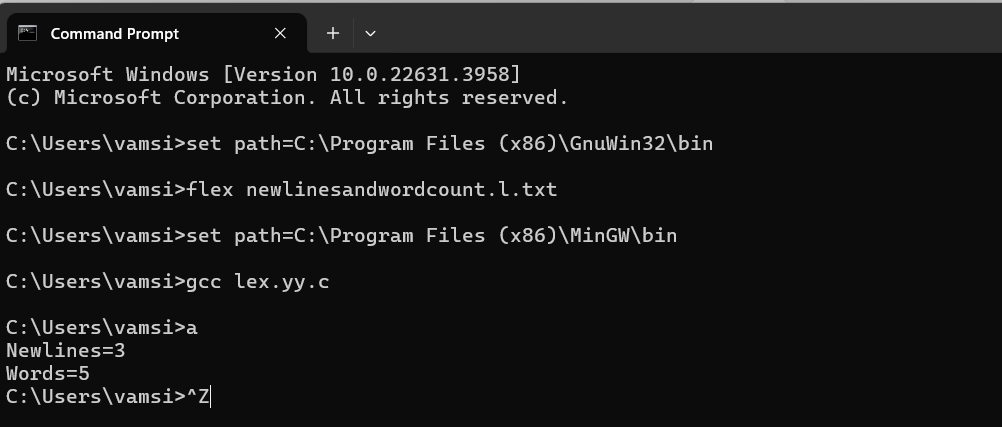 Command Prompt
Microsoft Windows [Version 10.0.22631.3958]
(c) Microsoft Corporation. All rights reserved.
C:\Users\vamsi>set path=C:\Program Files (x86)\GnuWin32\bin
C:\Users\vamsi>flex newlinesandwordcount.l.txt
C:\Users\vamsi>set path=C:\Program Files (x86)\MinGW\bin
C:\Users\vamsi>gcc lex.yy.c
C:\Users\vamsi>a
Newlines=3
Words=5
C:\Users\vamsi>^Z